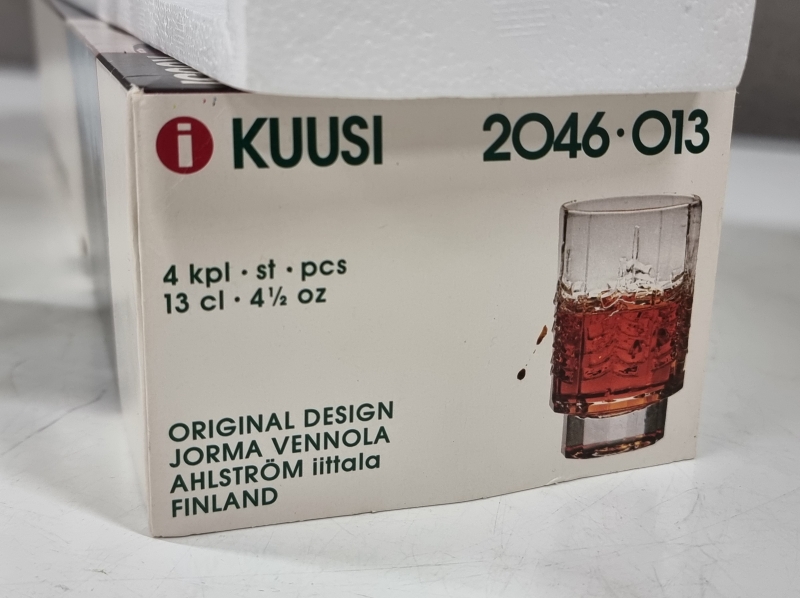 i KUUSI 2046·013
4 kpl · st · pcs
13 cl · 4½ oz
ORIGINAL DESIGN
JORMA VENNOLA
AHLSTRÖM iittala
FINLAND